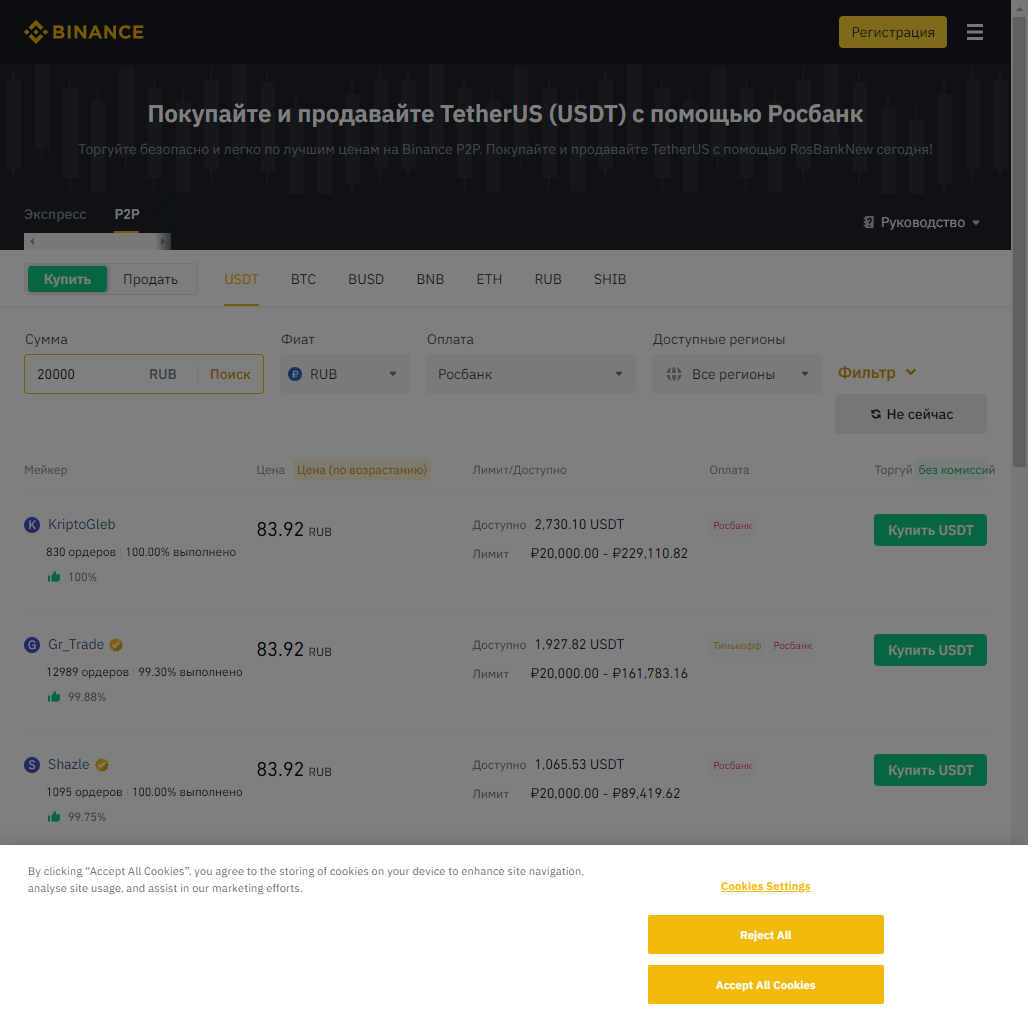 BINANCE
Регистрация
Покупайте и продавайте TetherUS (USDT) с помощью Росбанк
Торгуйте безопасно и легко по лучшим ценам на Binance P2P. Покупайте и продавайте TetherUS с помощью RosBankNew сегодня!
Экспресс P2P
Руководство
Купить Продать USDT BTC BUSD BNB ETH RUB SHIB
Сумма Фиат Оплата Доступные регионы
20000 RUB Поиск RUB Росбанк Все регионы Фильтр
Не сейчас
Мейкер Цена Цена (по возрастанию) Лимит/Доступно Оплата Торгуй без комиссий
K KriptoGleb 83.92 RUB Доступно 2,730.10 USDT Росбанк Купить USDT
830 ордеров 100.00% выполнено Лимит ₽20,000.00 - ₽229,110.82
100%
G Gr_Trade 83.92 RUB Доступно 1,927.82 USDT Тинькофф Росбанк Купить USDT
12989 ордеров 99.30% выполнено Лимит ₽20,000.00 - ₽161,783.16
99.88%
S Shazle 83.92 RUB Доступно 1,065.53 USDT Росбанк Купить USDT
1095 ордеров 100.00% выполнено Лимит ₽20,000.00 - ₽89,419.62
99.75%
By clicking “Accept All Cookies”, you agree to the storing of cookies on your device to enhance site navigation,
analyse site usage, and assist in our marketing efforts.
Cookies Settings
Reject All
Accept All Cookies